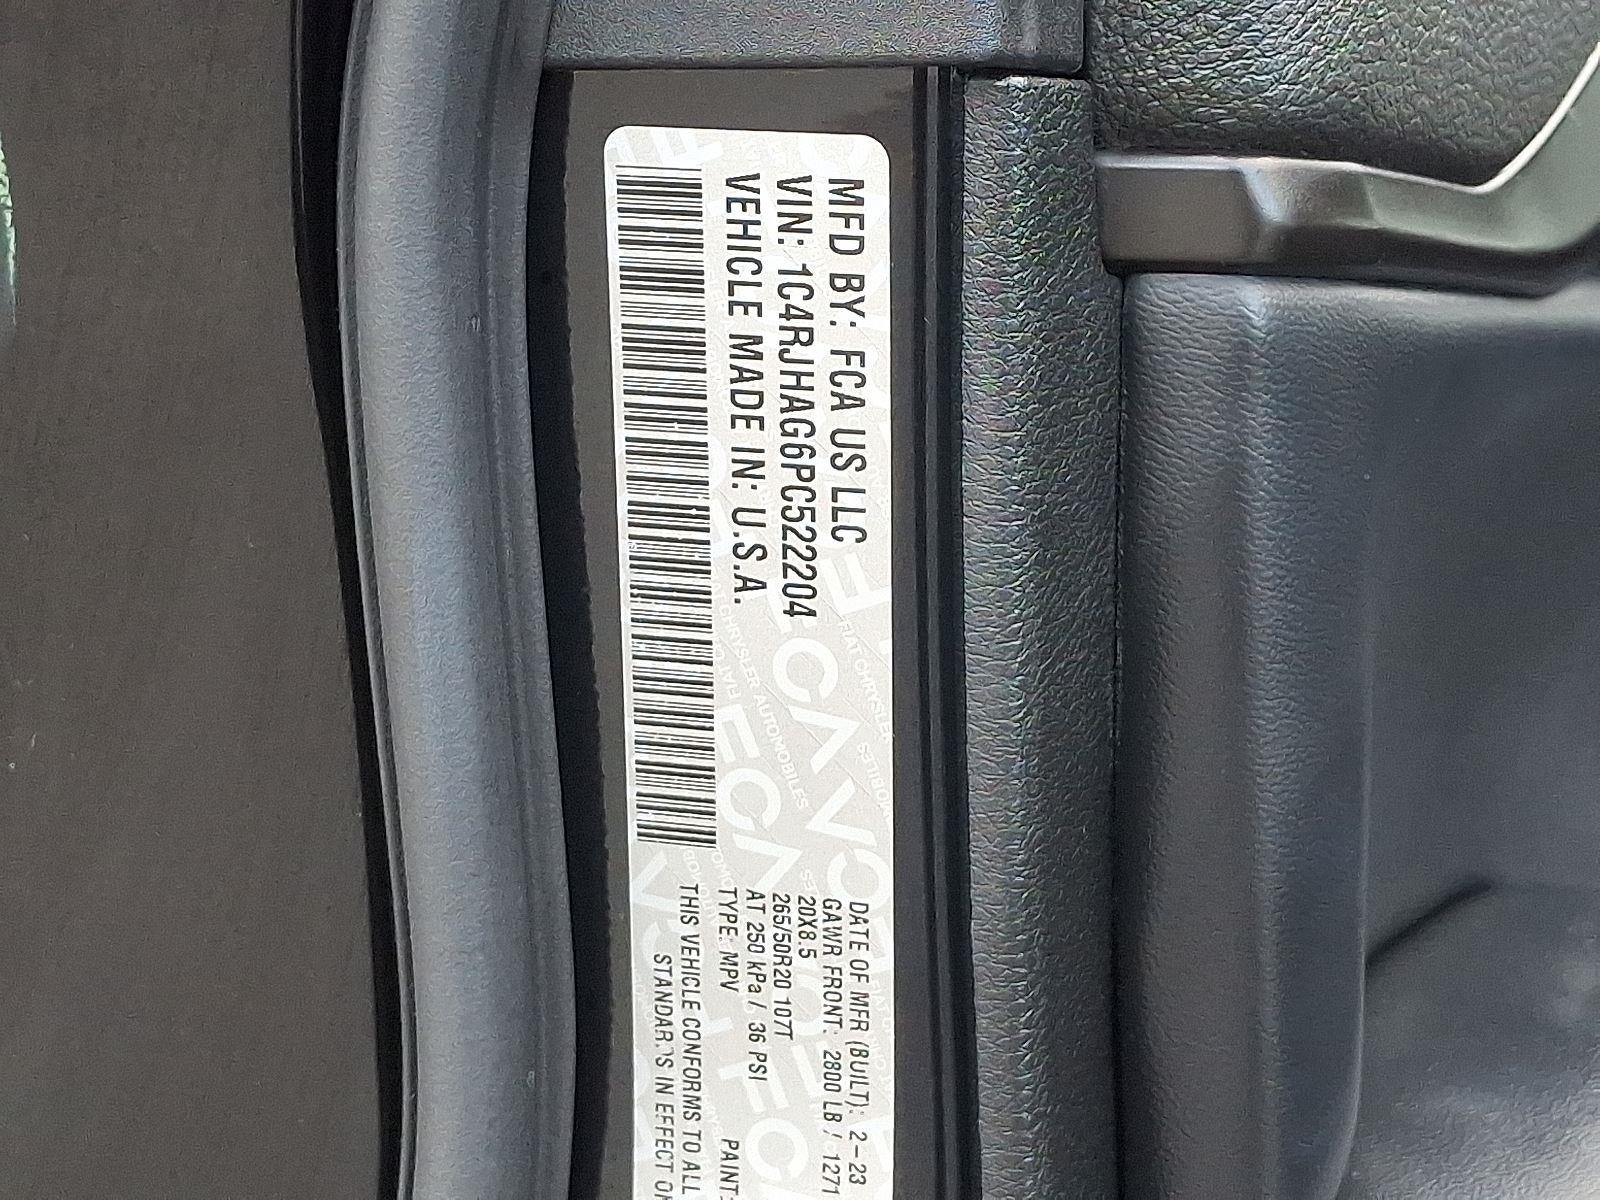 MFD BY: FCA US LLC
VIN: 1C4RJHAG6PC522204
VEHICLE MADE IN: U.S.A.
DATE OF MFR (BUILT): 2-23
GAWR FRONT: 2800 LB / 1271
20X8.5
265/50R20 107T
AT 250 kPa / 36 PSI
TYPE: MPV PAINT:
THIS VEHICLE CONFORMS TO ALL
STANDARDS IN EFFECT